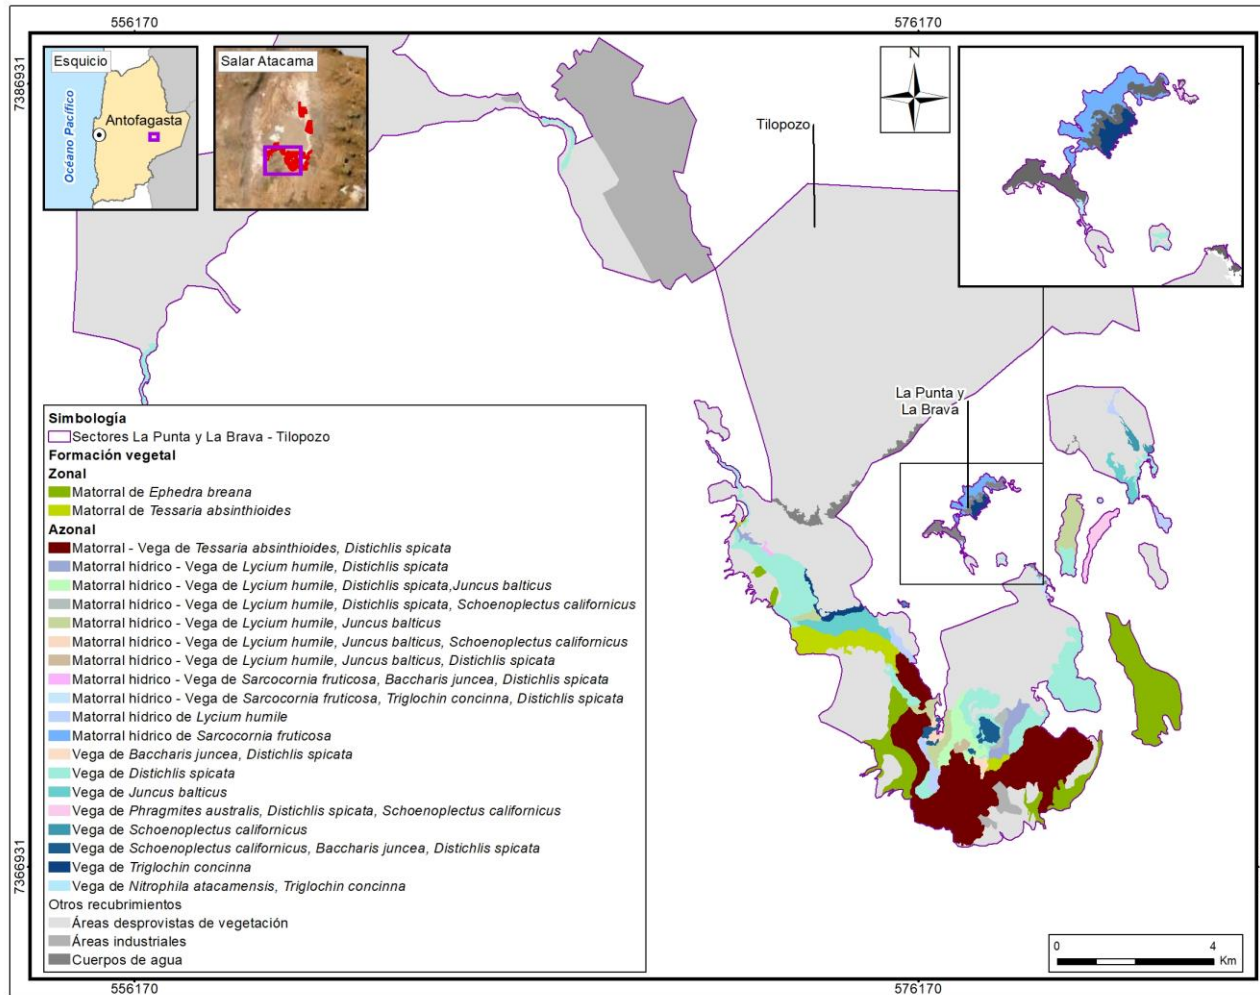 556170
576170
7386931
Esquicio
Océano Pacífico
Antofagasta
Salar Atacama
N
Tilopozo
La Punta y
La Brava
Simbología
Sectores La Punta y La Brava - Tilopozo
Formación vegetal
Zonal
Matorral de Ephedra breana
Matorral de Tessaria absinthioides
Azonal
Matorral - Vega de Tessaria absinthioides, Distichlis spicata
Matorral hídrico - Vega de Lycium humile, Distichlis spicata
Matorral hídrico - Vega de Lycium humile, Distichlis spicata,Juncus balticus
Matorral hídrico - Vega de Lycium humile, Distichlis spicata, Schoenoplectus californicus
Matorral hídrico - Vega de Lycium humile, Juncus balticus
Matorral hídrico - Vega de Lycium humile, Juncus balticus, Schoenoplectus californicus
Matorral hídrico - Vega de Lycium humile, Juncus balticus, Distichlis spicata
Matorral hídrico - Vega de Sarcocornia fruticosa, Baccharis juncea, Distichlis spicata
Matorral hídrico - Vega de Sarcocornia fruticosa, Triglochin concinna, Distichlis spicata
Matorral hídrico de Lycium humile
Matorral hídrico de Sarcocornia fruticosa
Vega de Baccharis juncea, Distichlis spicata
Vega de Distichlis spicata
Vega de Juncus balticus
Vega de Phragmites australis, Distichlis spicata, Schoenoplectus californicus
Vega de Schoenoplectus californicus
Vega de Schoenoplectus californicus, Baccharis juncea, Distichlis spicata
Vega de Triglochin concinna
Vega de Nitrophila atacamensis, Triglochin concinna
Otros recubrimientos
Áreas desprovistas de vegetación
Áreas industriales
Cuerpos de agua
7366931
0 4
Km
556170
576170